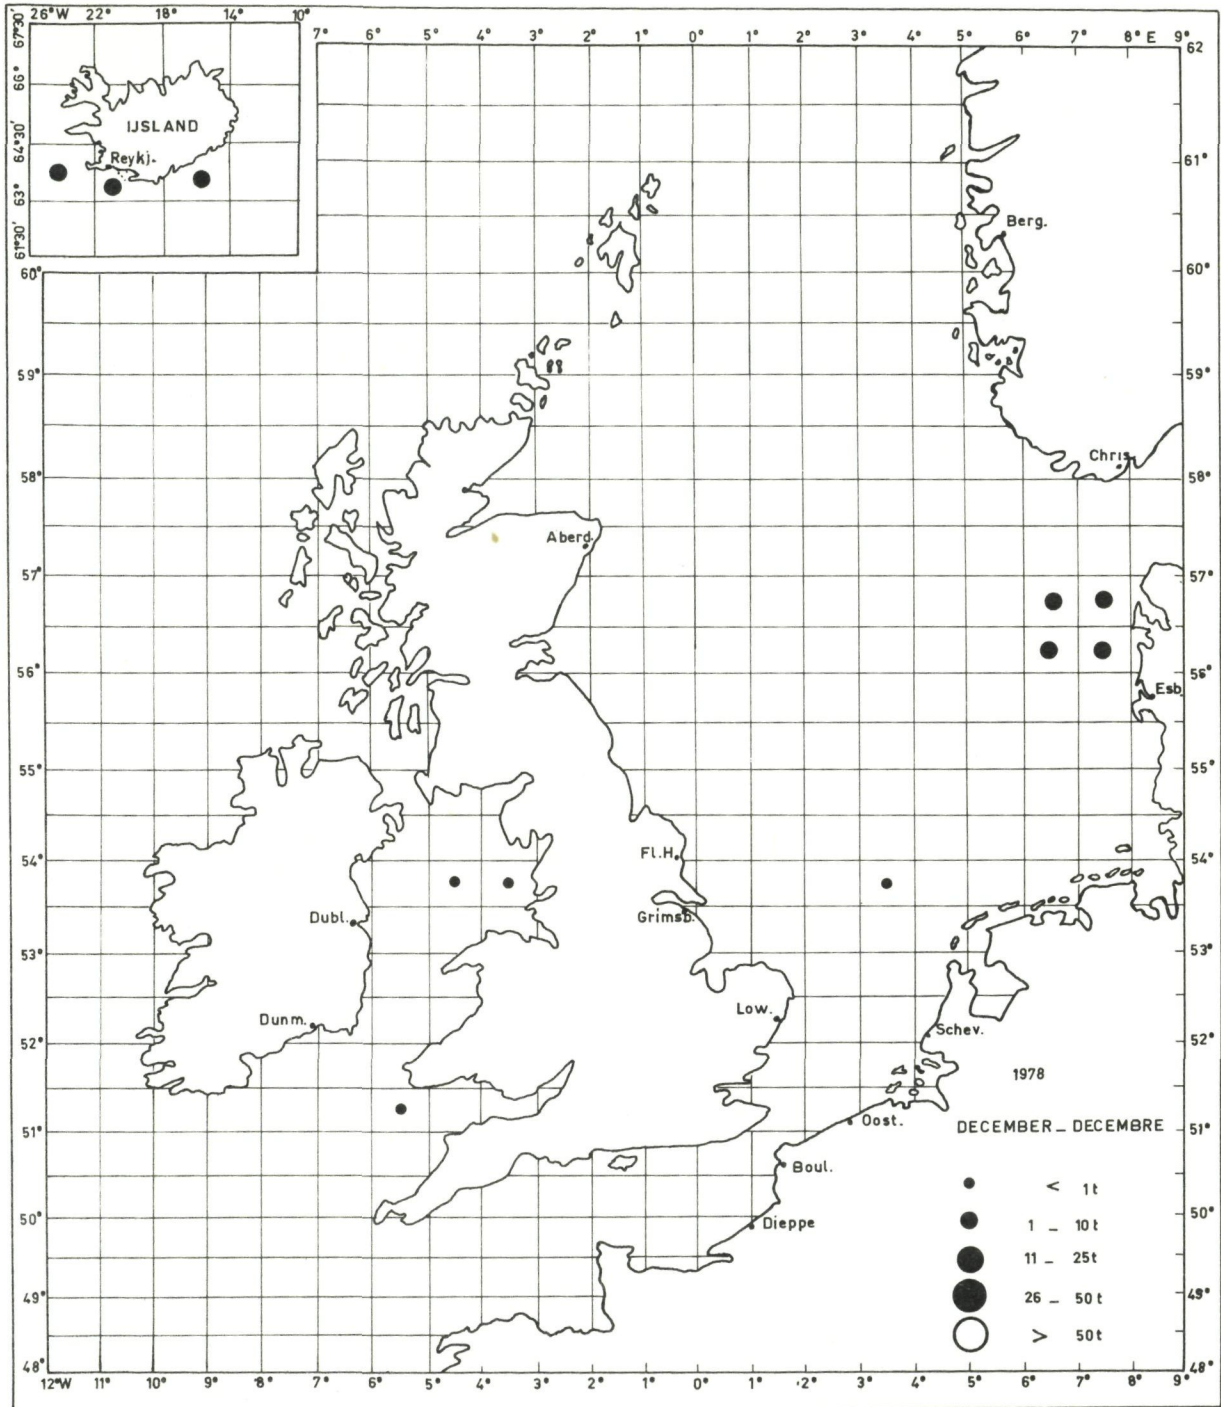 26°W 22° 18° 14° 10°
67°30'
66°
64°30'
63°
61°30'
IJSLAND
Reykj.
7° 6° 5° 4° 3° 2° 1° 0° 1° 2° 3° 4° 5° 6° 7° 8° E 9°
62
61°
Berg.
60° 60°
59° 59°
Chris
58° 58°
Aberd.
57° 57°
56° 56°
Esb.
55° 55°
Fl.H.
54° 54°
Grimsb.
Dubl.
53° 53°
Low.
Dunm.
Schev.
52° 52°
1978
Oost.
51° 51°
DECEMBER _ DECEMBRE
Boul.
< 1t
50° 50°
Dieppe
1 _ 10t
11 _ 25t
49° 49°
26 _ 50t
> 50t
48° 48°
12°W 11° 10° 9° 8° 7° 6° 5° 4° 3° 2° 1° 0° 1° 2° 3° 4° 5° 6° 7° 8° 9°